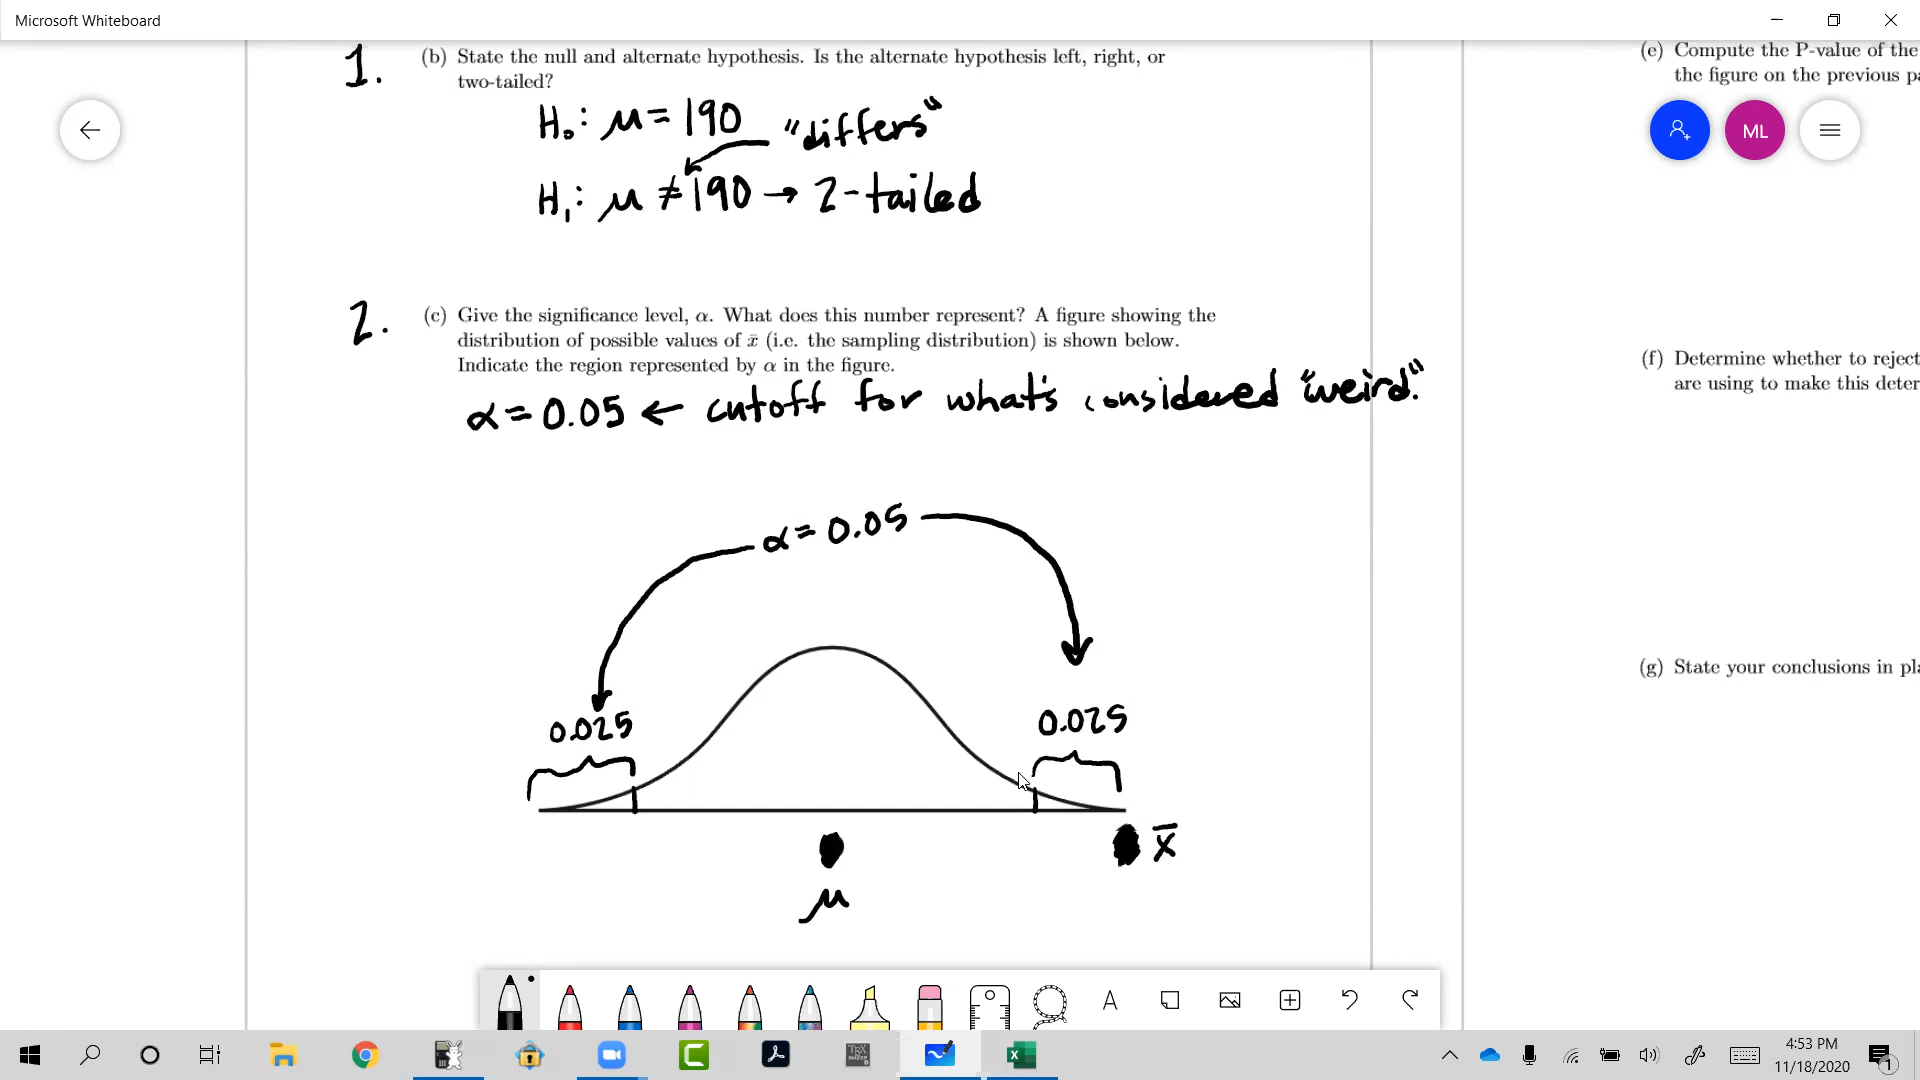 Microsoft Whiteboard
1.
(b) State the null and alternate hypothesis. Is the alternate hypothesis left, right, or
two-tailed?
H₀: μ = 190 "differs"
H₁: μ ≠ 190 → 2-tailed
2.
(c) Give the significance level, α. What does this number represent? A figure showing the
distribution of possible values of x̄ (i.e. the sampling distribution) is shown below.
Indicate the region represented by α in the figure.
α = 0.05 ← cutoff for what's considered "weird."
α = 0.05
0.025
0.025
x̄
μ
(e) Compute the P-value of the
the figure on the previous pa
ML
(f) Determine whether to reject
are using to make this deter
(g) State your conclusions in pla
A
4:53 PM
11/18/2020
1